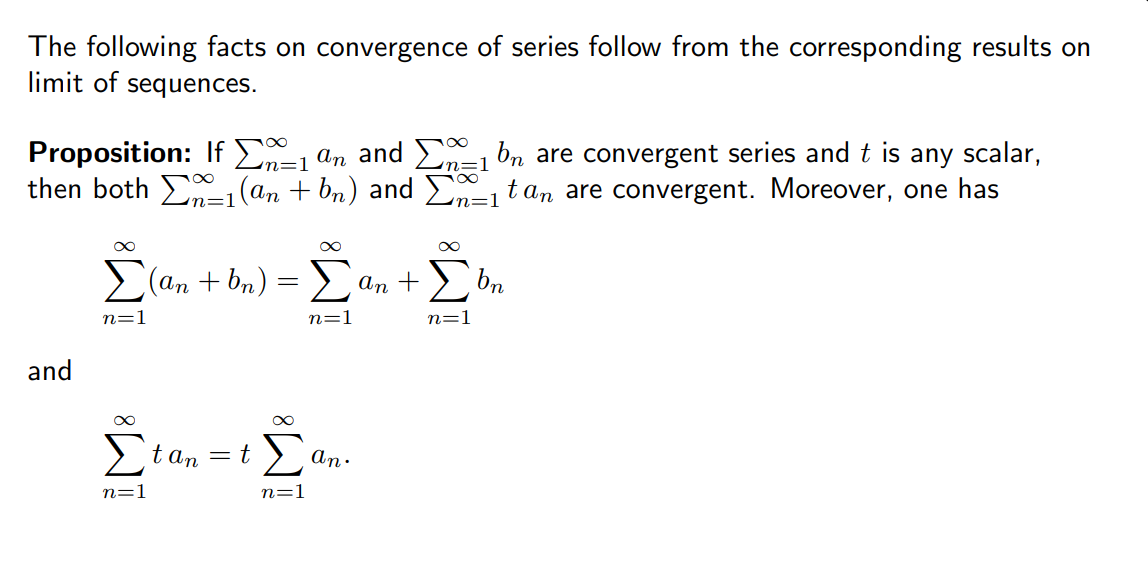 The following facts on convergence of series follow from the corresponding results on
limit of sequences.
Proposition: If $\sum_{n=1}^{\infty} a_n$ and $\sum_{n=1}^{\infty} b_n$ are convergent series and $t$ is any scalar,
then both $\sum_{n=1}^{\infty}(a_n + b_n)$ and $\sum_{n=1}^{\infty} t\,a_n$ are convergent. Moreover, one has
$\sum_{n=1}^{\infty}(a_n + b_n) = \sum_{n=1}^{\infty} a_n + \sum_{n=1}^{\infty} b_n$
and
$\sum_{n=1}^{\infty} t\,a_n = t \sum_{n=1}^{\infty} a_n.$